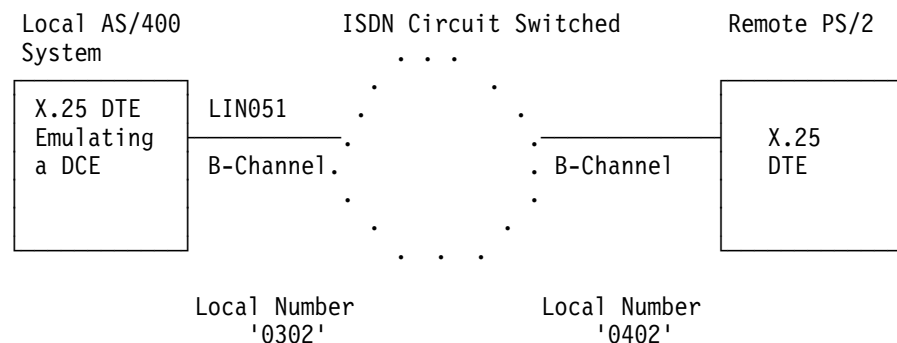 Local AS/400 ISDN Circuit Switched Remote PS/2
System
X.25 DTE LIN051
Emulating X.25
a DCE B-Channel B-Channel DTE
Local Number Local Number
'0302' '0402'